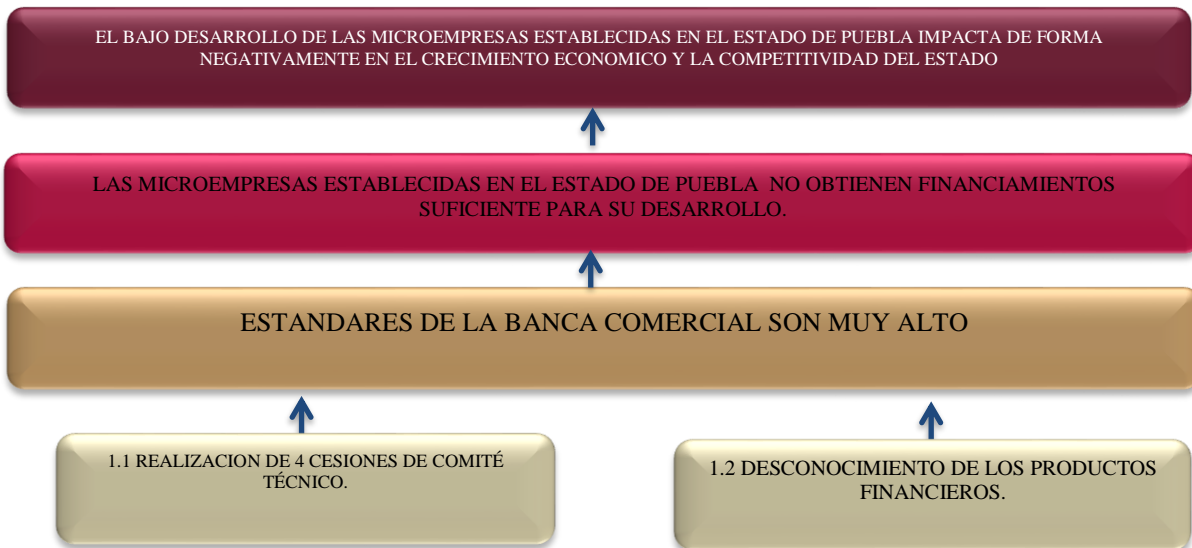 EL BAJO DESARROLLO DE LAS MICROEMPRESAS ESTABLECIDAS EN EL ESTADO DE PUEBLA IMPACTA DE FORMA
NEGATIVAMENTE EN EL CRECIMIENTO ECONOMICO Y LA COMPETITIVIDAD DEL ESTADO
LAS MICROEMPRESAS ESTABLECIDAS EN EL ESTADO DE PUEBLA NO OBTIENEN FINANCIAMIENTOS
SUFICIENTE PARA SU DESARROLLO.
ESTANDARES DE LA BANCA COMERCIAL SON MUY ALTO
1.1 REALIZACION DE 4 CESIONES DE COMITÉ
TÉCNICO.
1.2 DESCONOCIMIENTO DE LOS PRODUCTOS
FINANCIEROS.